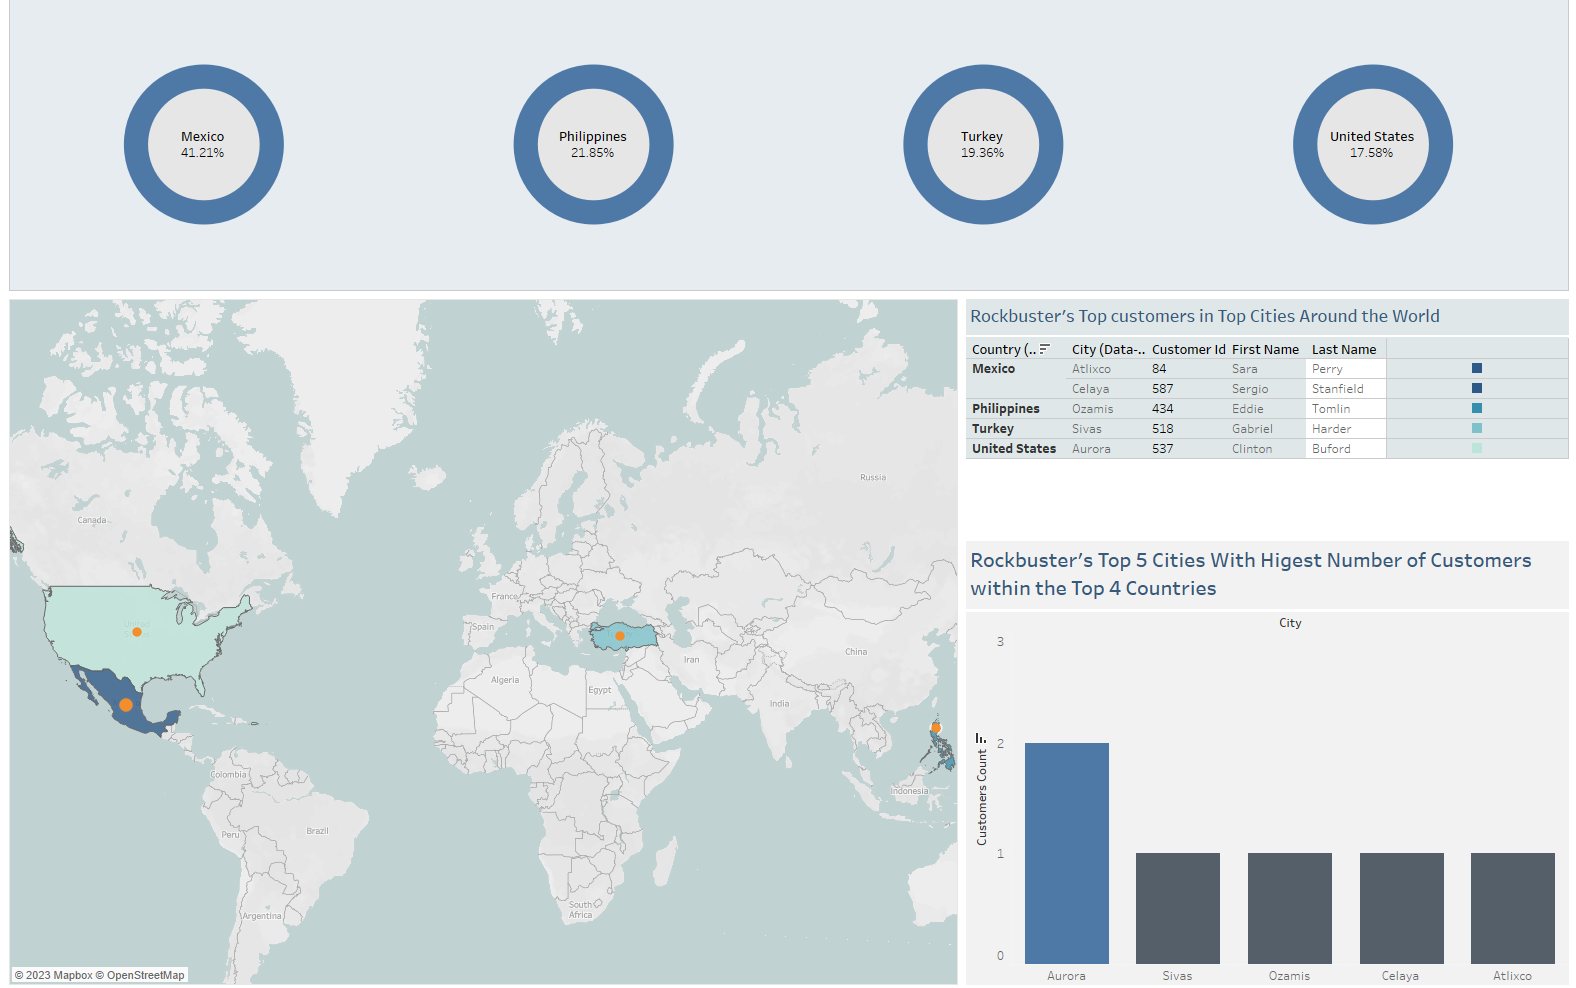 Mexico
41.21%
Philippines
21.85%
Turkey
19.36%
United States
17.58%
Canada
Russia
France
Spain
Algeria
Egypt
Iran
China
India
Colombia
Peru
Brazil
Argentina
South
Africa
Indonesia
© 2023 Mapbox © OpenStreetMap
Rockbuster's Top customers in Top Cities Around the World
Country (.. City (Data-.. Customer Id First Name Last Name
Mexico Atlixco 84 Sara Perry
Celaya 587 Sergio Stanfield
Philippines Ozamis 434 Eddie Tomlin
Turkey Sivas 518 Gabriel Harder
United States Aurora 537 Clinton Buford
Rockbuster's Top 5 Cities With Higest Number of Customers
within the Top 4 Countries
City
Customers Count
3
2
1
0
Aurora Sivas Ozamis Celaya Atlixco